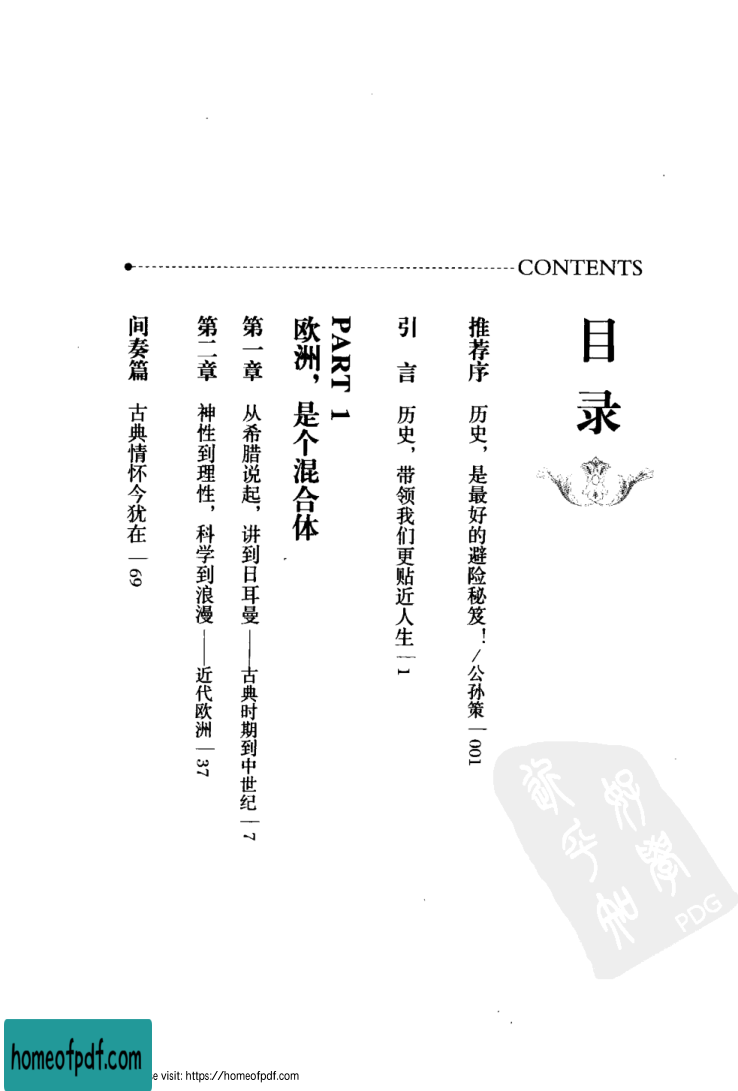 CONTENTS
目录
推荐序 历史，是最好的避险秘笈！/公孙策 | 001
引 言 历史，带领我们更贴近人生 | 1
PART 1
欧洲，是个混合体
第一章 从希腊说起，讲到日耳曼——古典时期到中世纪 | 7
第二章 神性到理性，科学到浪漫——近代欧洲 | 37
间奏篇 古典情怀今犹在 | 69
好學
敏乎知
PDG
homeofpdf.com
e visit: https://homeofpdf.com